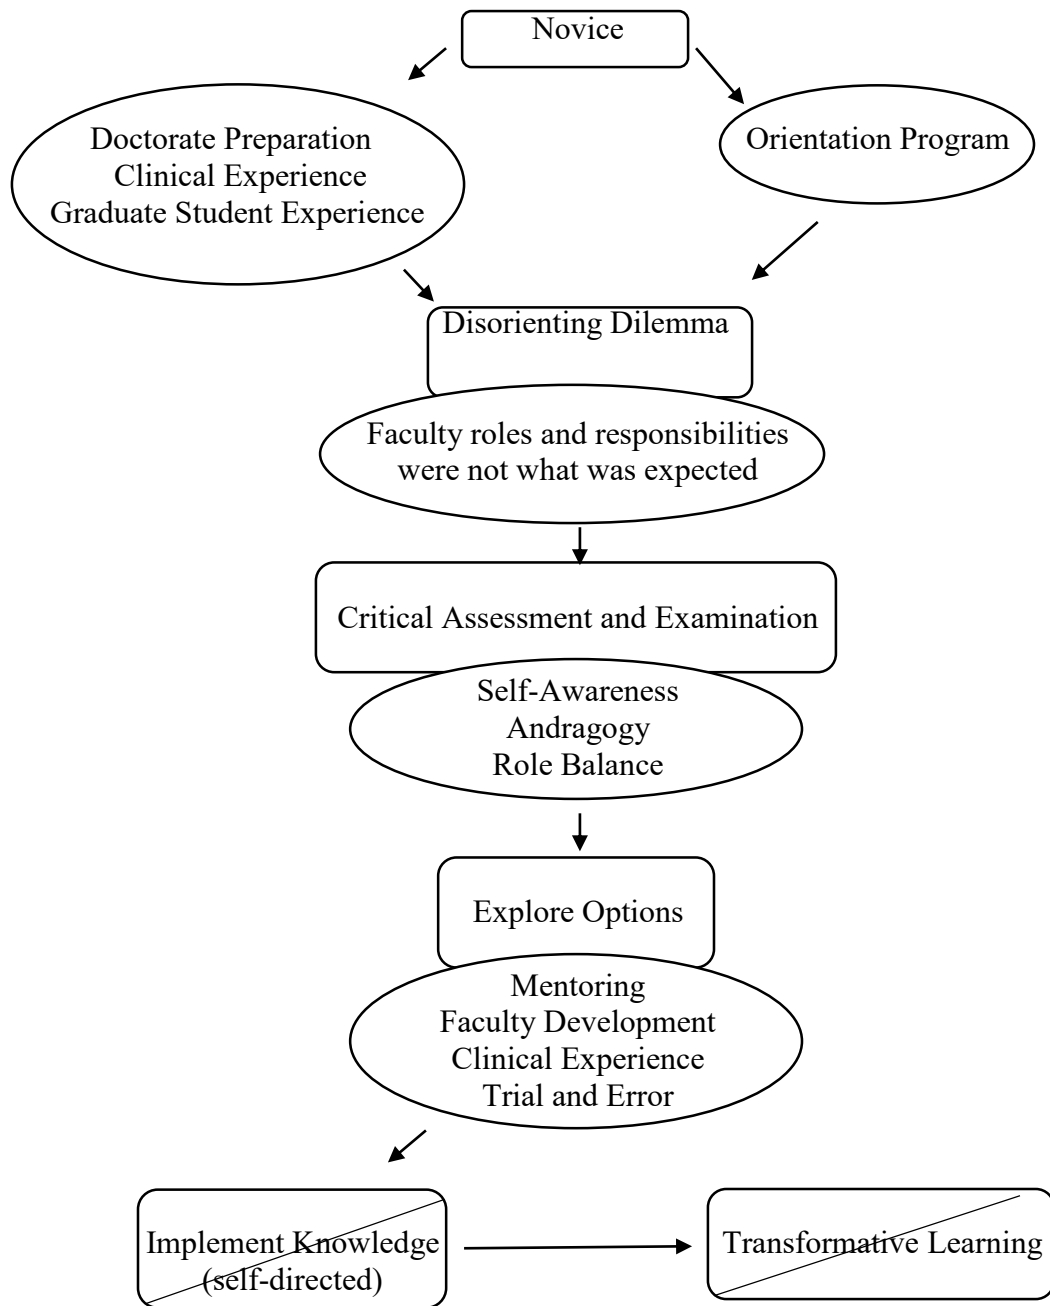 Novice
Doctorate Preparation
Clinical Experience
Graduate Student Experience
Orientation Program
Disorienting Dilemma
Faculty roles and responsibilities
were not what was expected
Critical Assessment and Examination
Self-Awareness
Andragogy
Role Balance
Explore Options
Mentoring
Faculty Development
Clinical Experience
Trial and Error
Implement Knowledge
(self-directed)
Transformative Learning